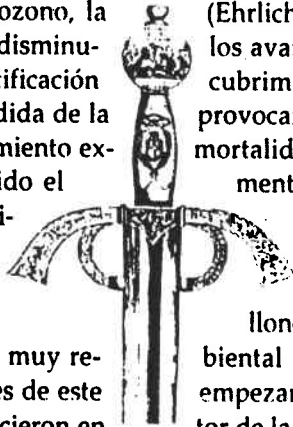 ozono, la
disminu-
tificación
dida de la
miento ex-
ido el
i-
muy re-
es de este
cieron en
(Ehrlich
los ava
cubrim
provoca
mortalid
ment
llon
biental
empezar
tor de la